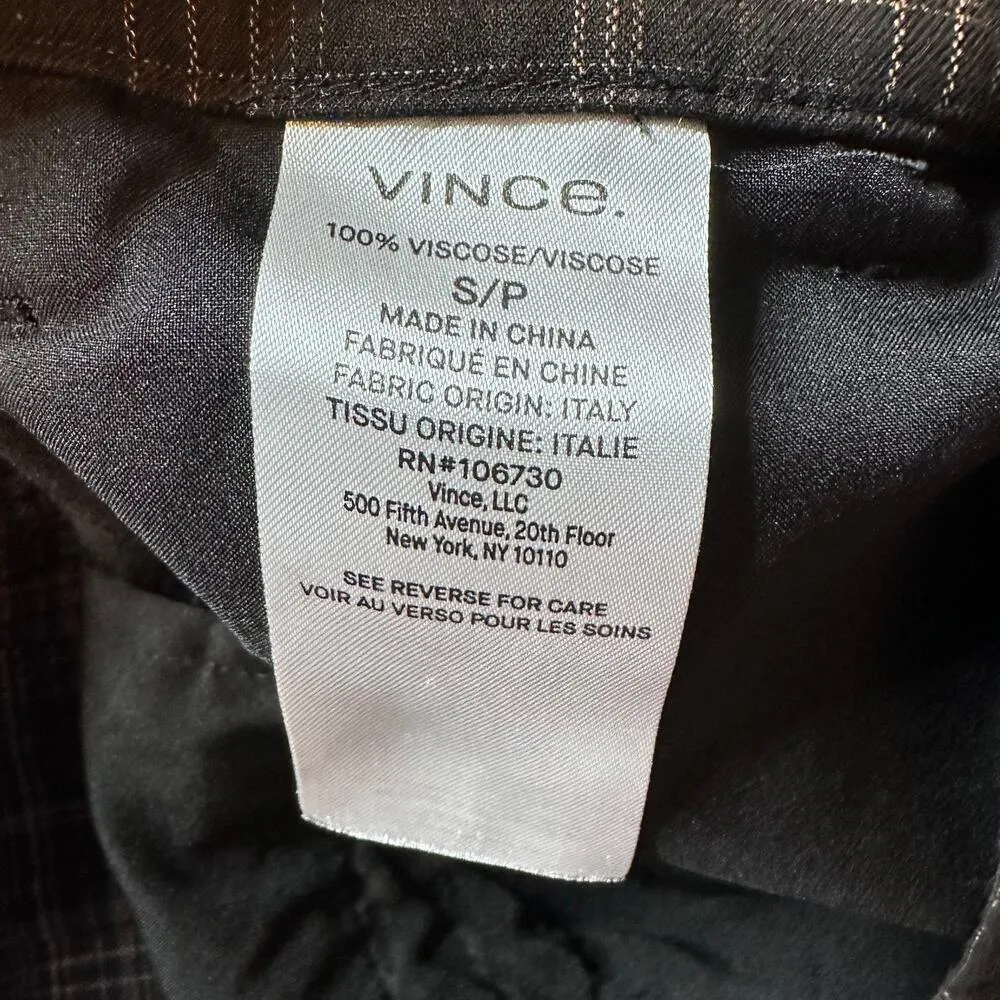 VINCe.
100% VISCOSE/VISCOSE
S/P
MADE IN CHINA
FABRIQUÉ EN CHINE
FABRIC ORIGIN: ITALY
TISSU ORIGINE: ITALIE
RN#106730
Vince, LLC
500 Fifth Avenue, 20th Floor
New York, NY 10110
SEE REVERSE FOR CARE
VOIR AU VERSO POUR LES SOINS